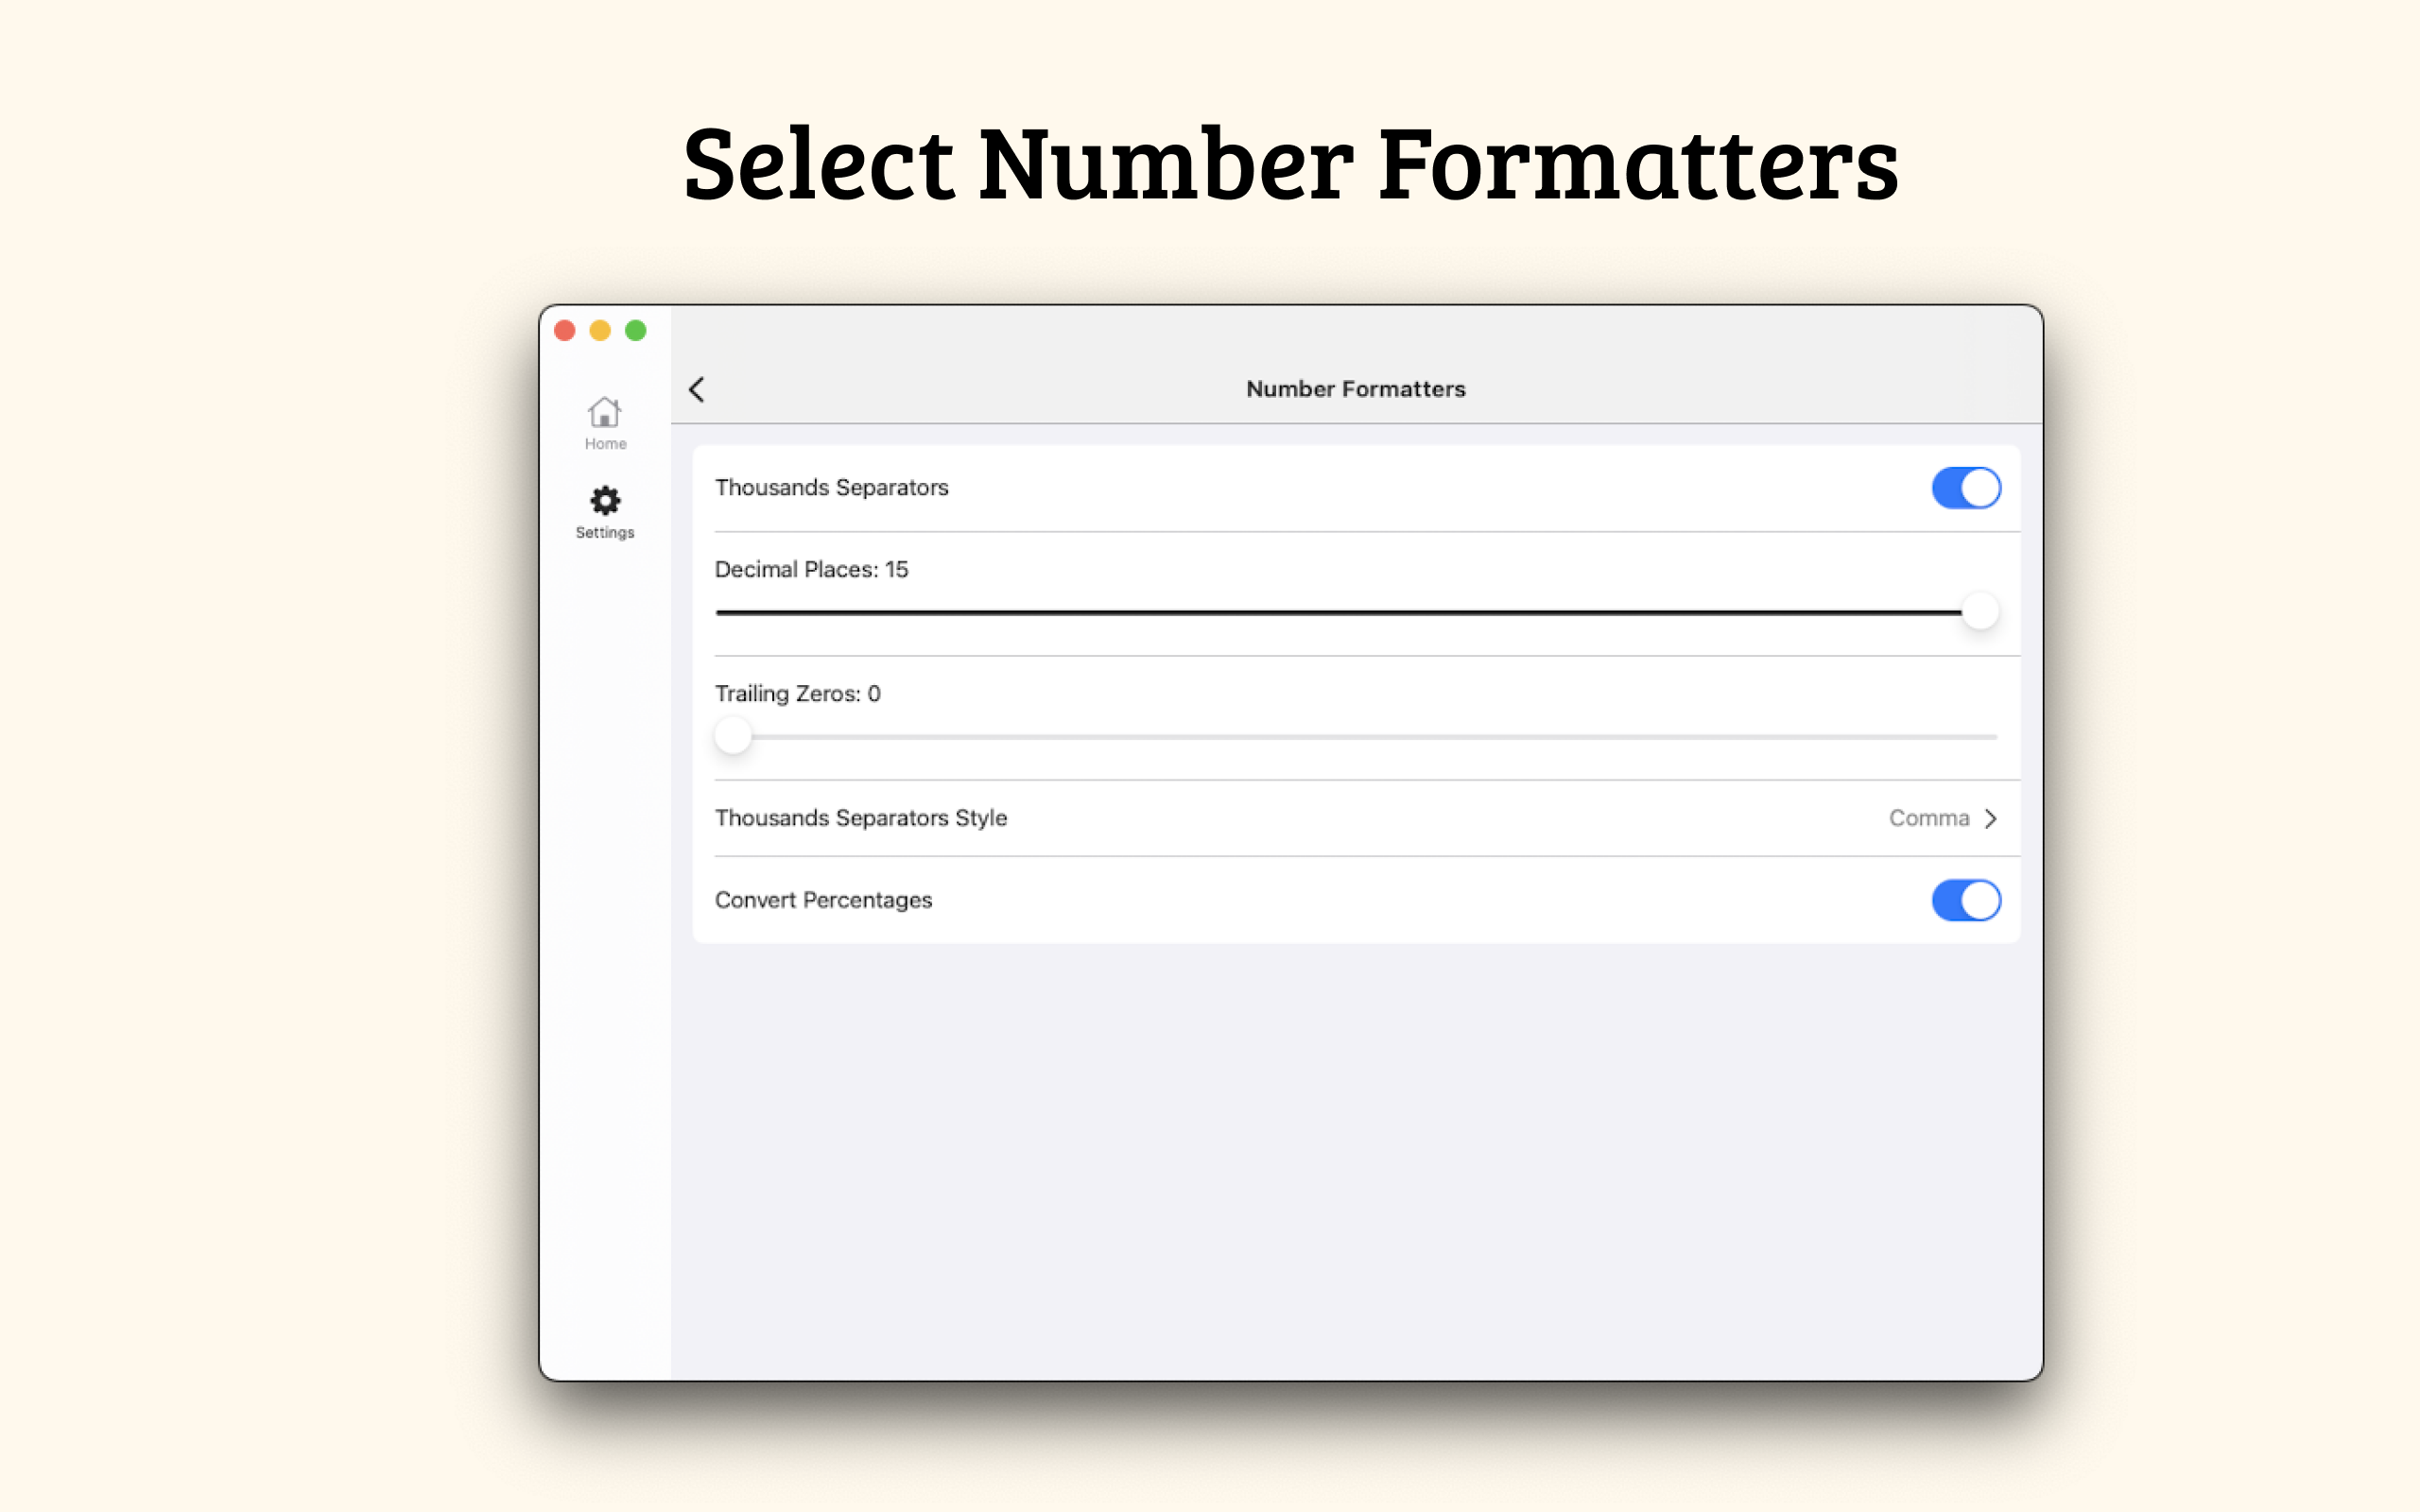 Select Number Formatters
Number Formatters
Home
Settings
Thousands Separators
Decimal Places: 15
Trailing Zeros: 0
Thousands Separators Style
Comma
Convert Percentages